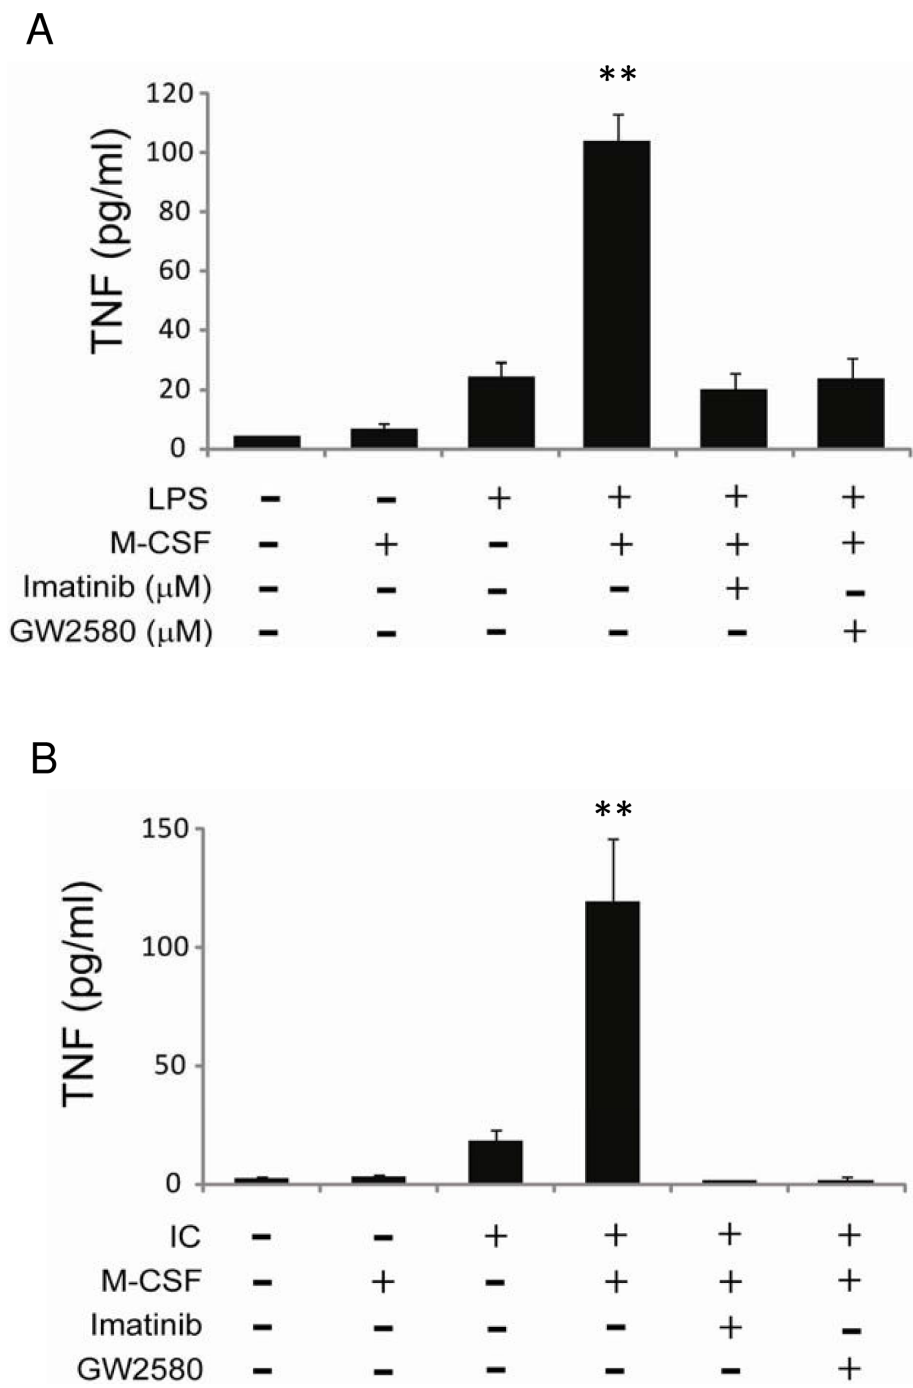 A
**
120
100
80
60
40
20
0
TNF (pg/ml)
LPS - - + + + +
M-CSF - + - + + +
Imatinib (μM) - - - - + -
GW2580 (μM) - - - - - +
B
**
150
100
50
0
TNF (pg/ml)
IC - - + + + +
M-CSF - + - + + +
Imatinib - - - - + -
GW2580 - - - - - +